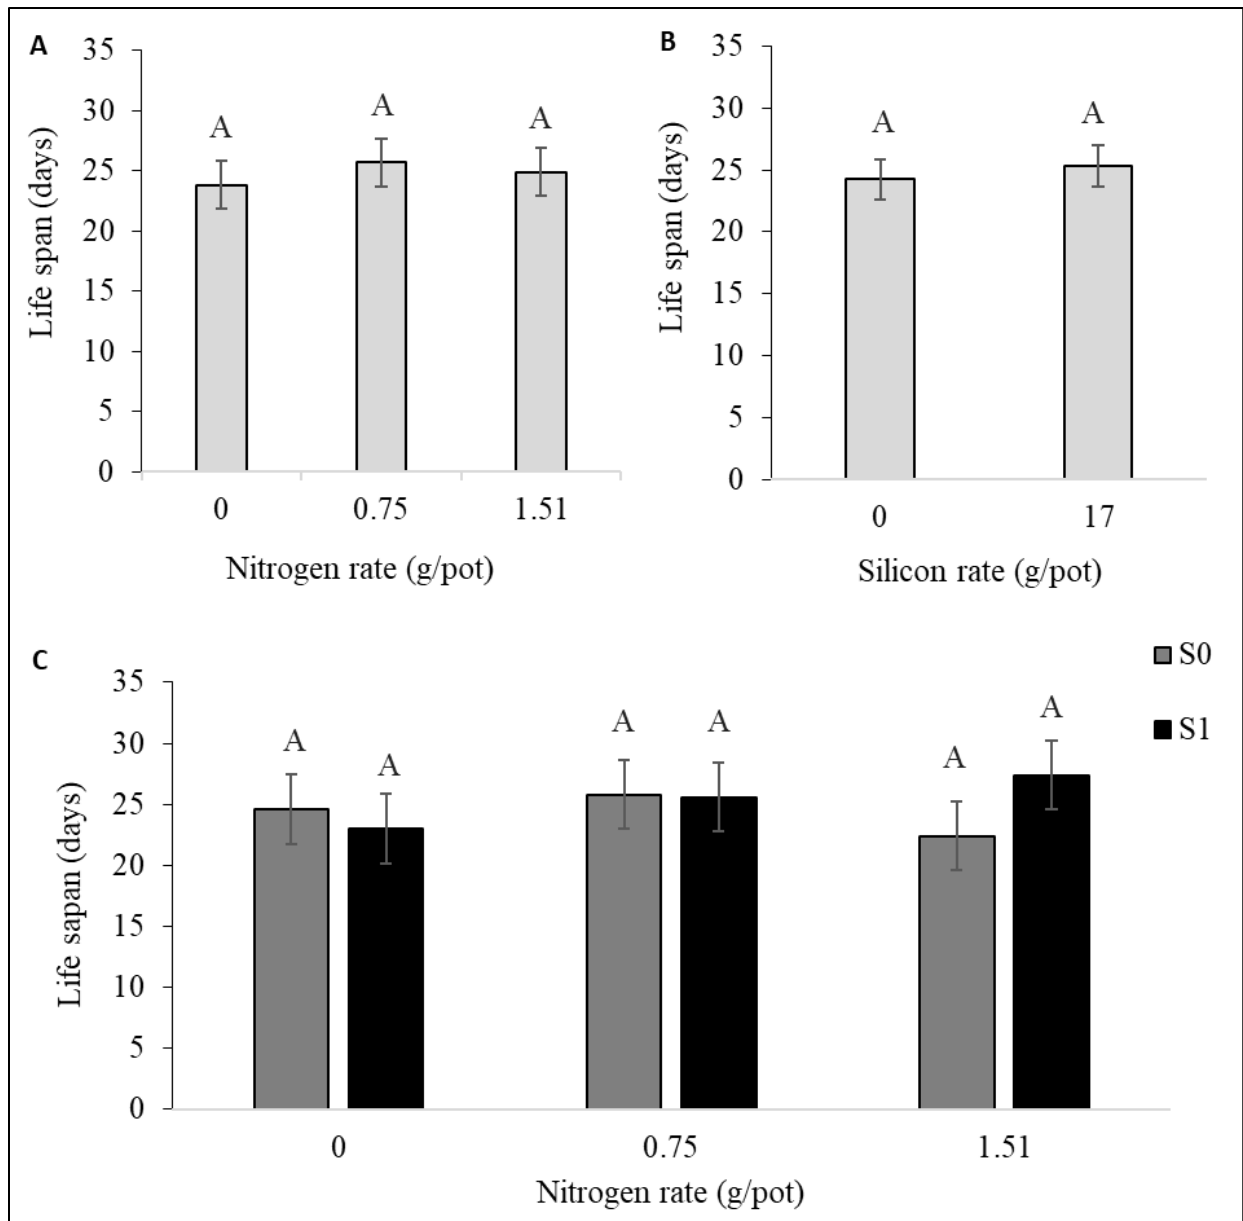 A
35
30
25
20
15
10
5
0
Life span (days)
A
A
A
0
0.75
1.51
Nitrogen rate (g/pot)
B
35
30
25
20
15
10
5
0
Life span (days)
A
A
0
17
Silicon rate (g/pot)
C
35
30
25
20
15
10
5
0
Life sapan (days)
A
A
A
A
A
A
0
0.75
1.51
Nitrogen rate (g/pot)
S0
S1